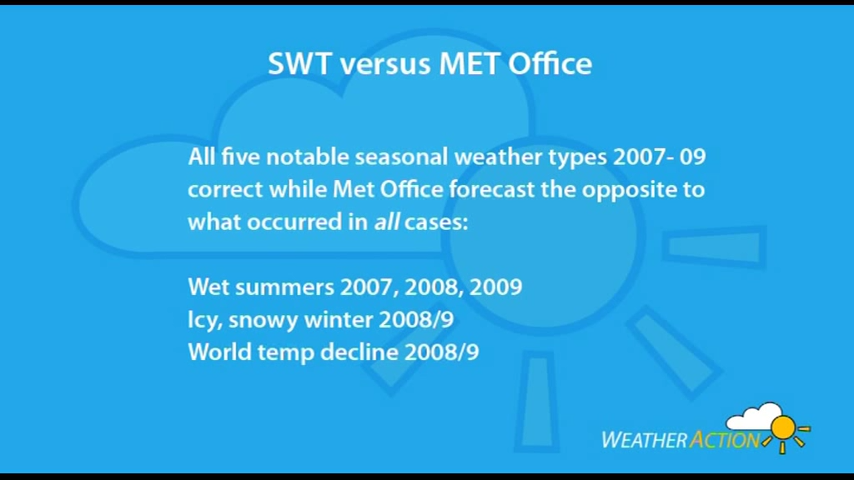 SWT versus MET Office
All five notable seasonal weather types 2007- 09
correct while Met Office forecast the opposite to
what occurred in all cases:
Wet summers 2007, 2008, 2009
Icy, snowy winter 2008/9
World temp decline 2008/9
WEATHERACTION